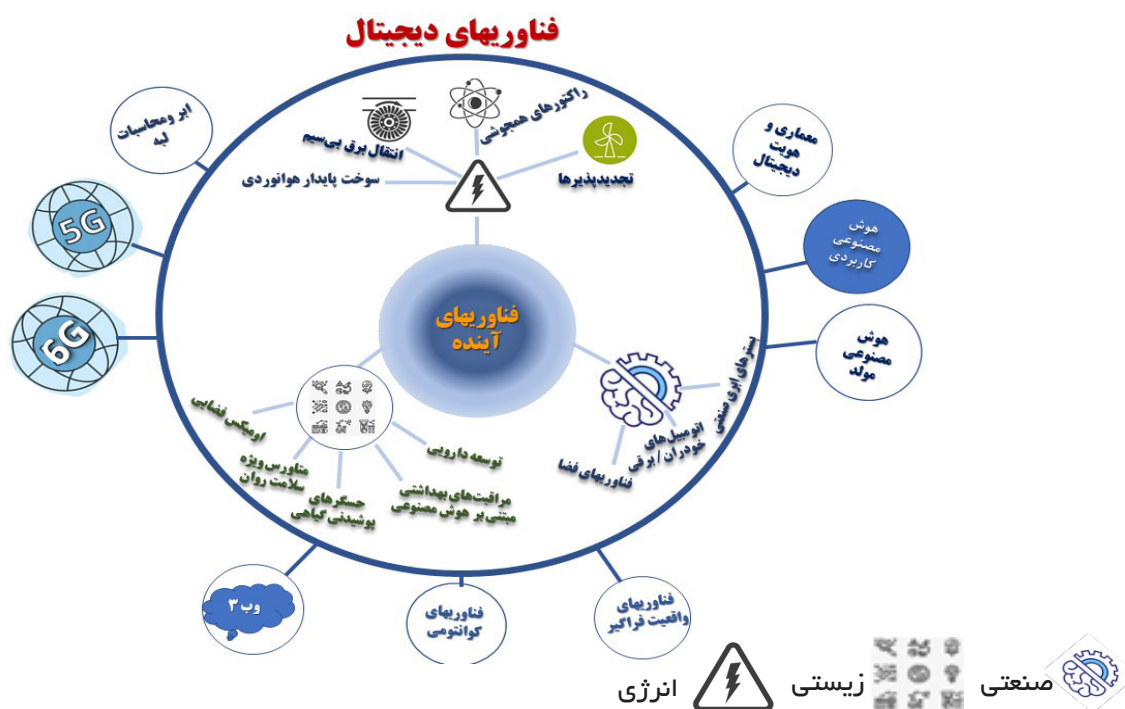 فناوریهای دیجیتال
ابر ومحاسبات
لبه
5G
6G
معماری و
هویت
دیجیتال
هوش
مصنوعی
کاربردی
هوش
مصنوعی
مولد
راکتورهای همجوشی
انتقال برق بی‌سیم
سوخت پایدار هوانوردی
تجدیدپذیرها
فناوریهای
آینده
بسترهای ابری صنعتی
اتومبیل‌های
خودران/برقی
فناوریهای فضا
توسعه دارویی
مراقبت‌های بهداشتی
مبتنی بر هوش مصنوعی
حسگرهای
پوشیدنی گیاهی
متاورس ویژه
سلامت روان
اومیکس فضایی
وب ۳
فناوریهای
کوانتومی
فناوریهای
واقعیت فراگیر
صنعتی
زیستی
انرژی